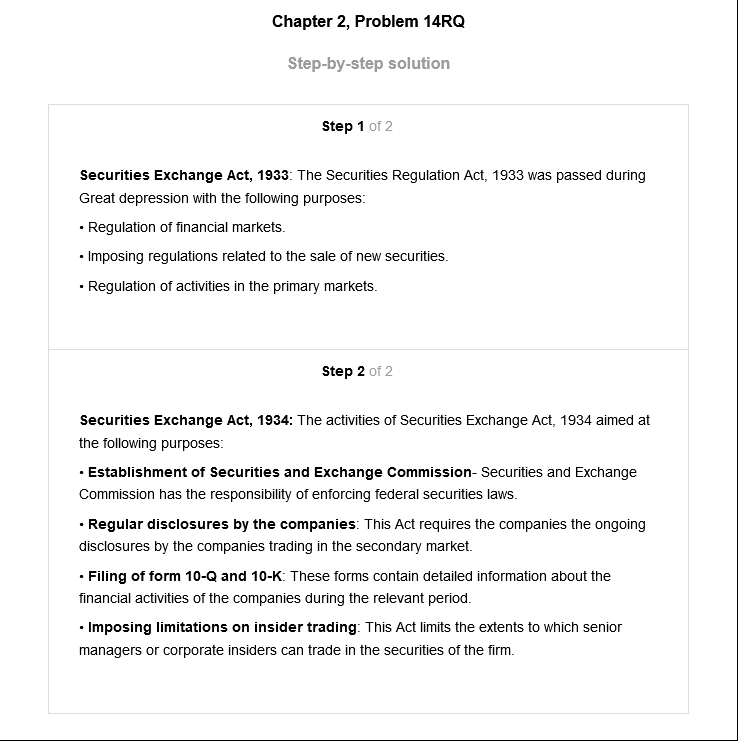 Chapter 2, Problem 14RQ
Step-by-step solution
Step 1 of 2
Securities Exchange Act, 1933: The Securities Regulation Act, 1933 was passed during
Great depression with the following purposes:
• Regulation of financial markets.
• Imposing regulations related to the sale of new securities.
• Regulation of activities in the primary markets.
Step 2 of 2
Securities Exchange Act, 1934: The activities of Securities Exchange Act, 1934 aimed at
the following purposes:
• Establishment of Securities and Exchange Commission- Securities and Exchange
Commission has the responsibility of enforcing federal securities laws.
• Regular disclosures by the companies: This Act requires the companies the ongoing
disclosures by the companies trading in the secondary market.
• Filing of form 10-Q and 10-K: These forms contain detailed information about the
financial activities of the companies during the relevant period.
• Imposing limitations on insider trading: This Act limits the extents to which senior
managers or corporate insiders can trade in the securities of the firm.